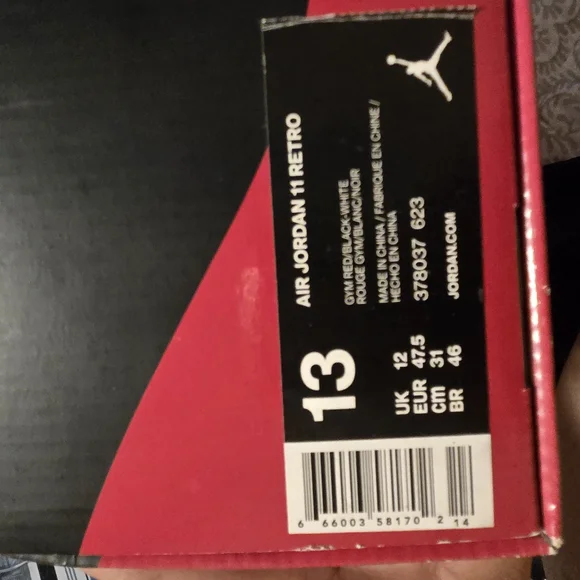 AIR JORDAN 11 RETRO
GYM RED/BLACK-WHITE
ROUGE GYM/BLANC/NOIR
MADE IN CHINA / FABRIQUE EN CHINE /
HECHO EN CHINA
378037 623
JORDAN.COM
13
UK 12
EUR 47.5
cm 31
BR 46
6 66003 58170 2 14